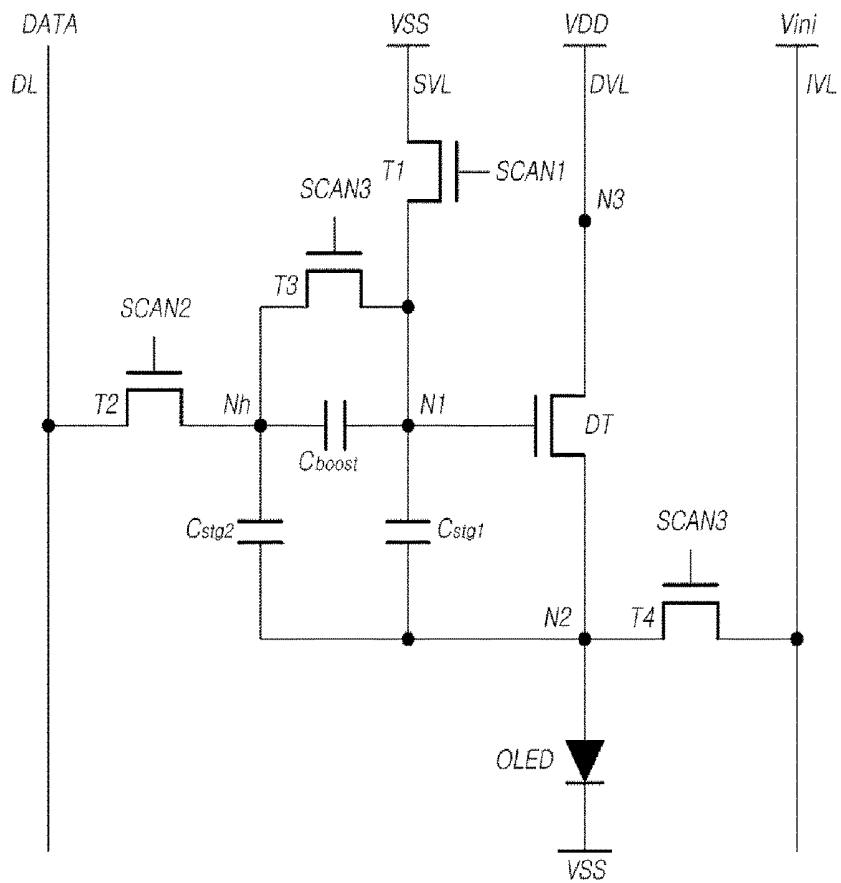 DATA VSS VDD Vini
DL SVL DVL IVL
T1 SCAN1
SCAN3 N3
T3
SCAN2
T2 Nh N1 DT
Cboost
Cstg2 Cstg1 SCAN3
N2 T4
OLED
VSS